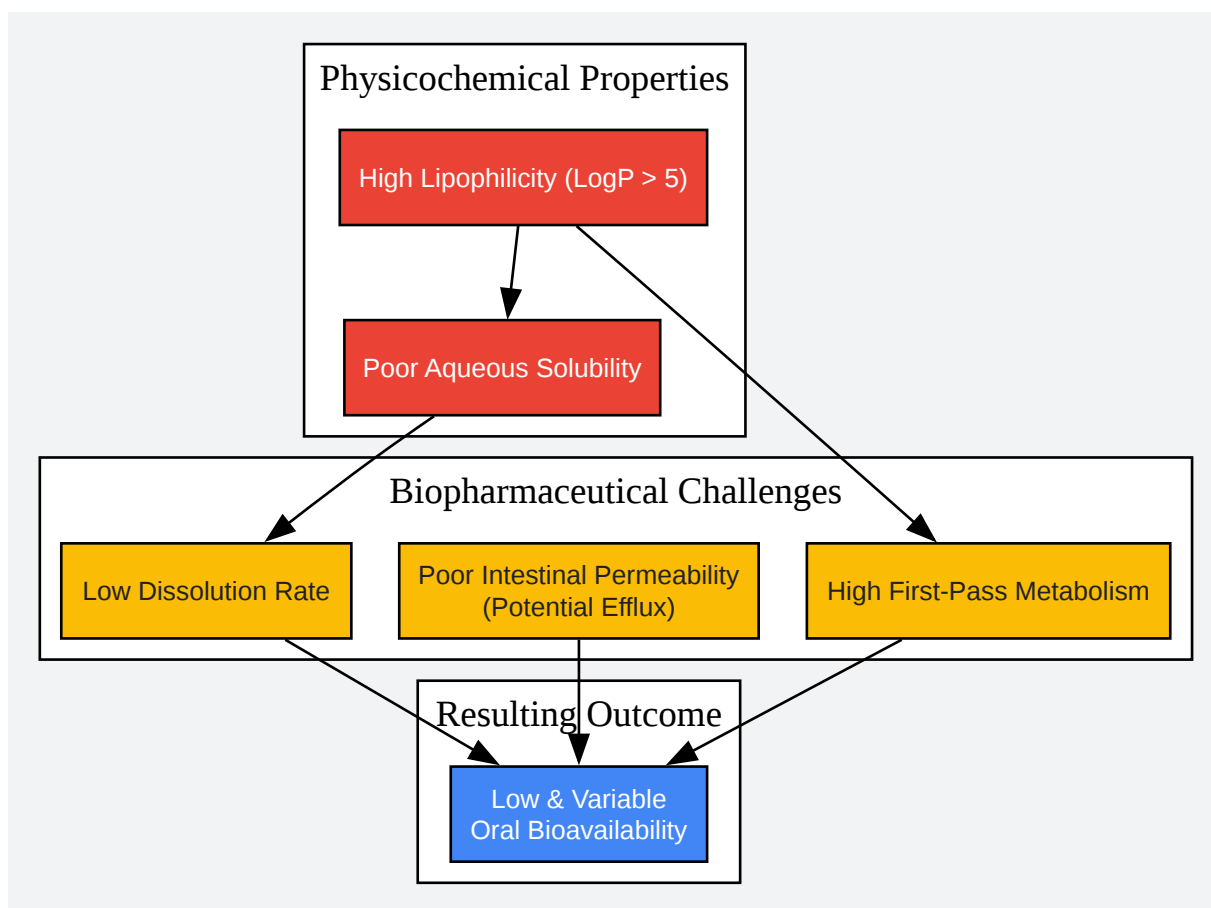 Physicochemical Properties
High Lipophilicity (LogP > 5)
Poor Aqueous Solubility
Biopharmaceutical Challenges
Low Dissolution Rate
Poor Intestinal Permeability
(Potential Efflux)
High First-Pass Metabolism
Resulting Outcome
Low & Variable
Oral Bioavailability